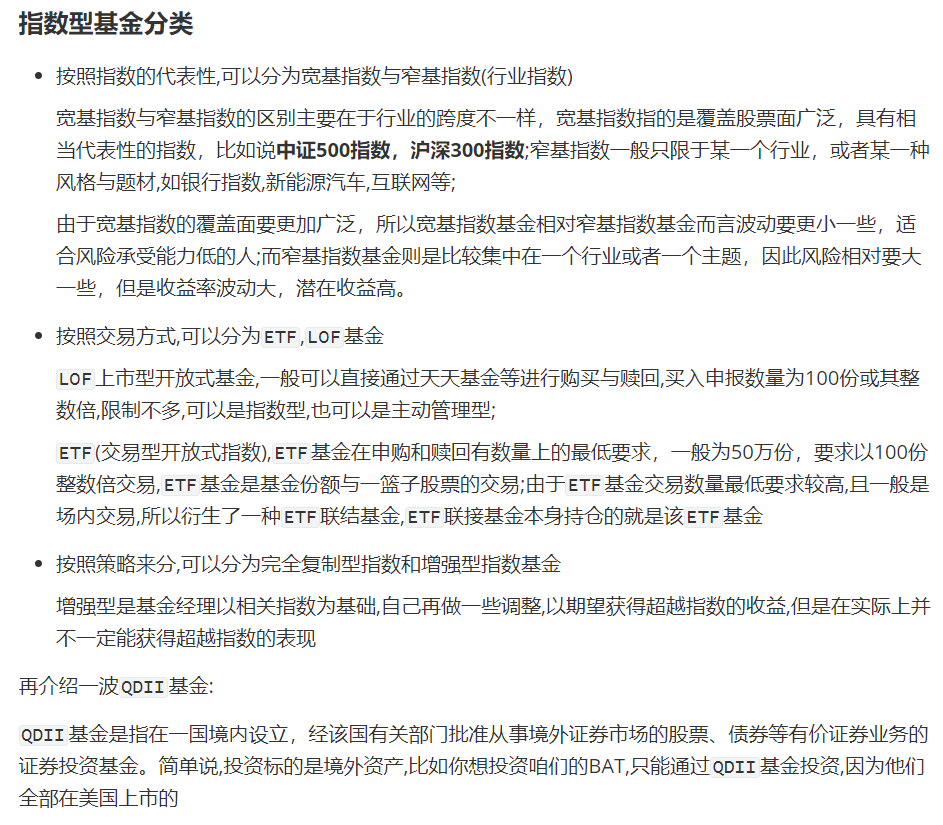 指数型基金分类
按照指数的代表性,可以分为宽基指数与窄基指数(行业指数)
宽基指数与窄基指数的区别主要在于行业的跨度不一样，宽基指数指的是覆盖股票面广泛，具有相
当代表性的指数，比如说中证500指数，沪深300指数;窄基指数一般只限于某一个行业，或者某一种
风格与题材,如银行指数,新能源汽车,互联网等;
由于宽基指数的覆盖面要更加广泛，所以宽基指数基金相对窄基指数基金而言波动要更小一些，适
合风险承受能力低的人;而窄基指数基金则是比较集中在一个行业或者一个主题，因此风险相对要大
一些，但是收益率波动大，潜在收益高。
按照交易方式,可以分为ETF,LOF基金
LOF上市型开放式基金,一般可以直接通过天天基金等进行购买与赎回,买入申报数量为100份或其整
数倍,限制不多,可以是指数型,也可以是主动管理型;
ETF(交易型开放式指数),ETF基金在申购和赎回有数量上的最低要求，一般为50万份，要求以100份
整数倍交易,ETF基金是基金份额与一篮子股票的交易;由于ETF基金交易数量最低要求较高,且一般是
场内交易,所以衍生了一种ETF联结基金,ETF联接基金本身持仓的就是该ETF基金
按照策略来分,可以分为完全复制型指数和增强型指数基金
增强型是基金经理以相关指数为基础,自己再做一些调整,以期望获得超越指数的收益,但是在实际上并
不一定能获得超越指数的表现
再介绍一波QDII基金:
QDII基金是指在一国境内设立，经该国有关部门批准从事境外证券市场的股票、债券等有价证券业务的
证券投资基金。简单说,投资标的是境外资产,比如你想投资咱们的BAT,只能通过QDII基金投资,因为他们
全部在美国上市的